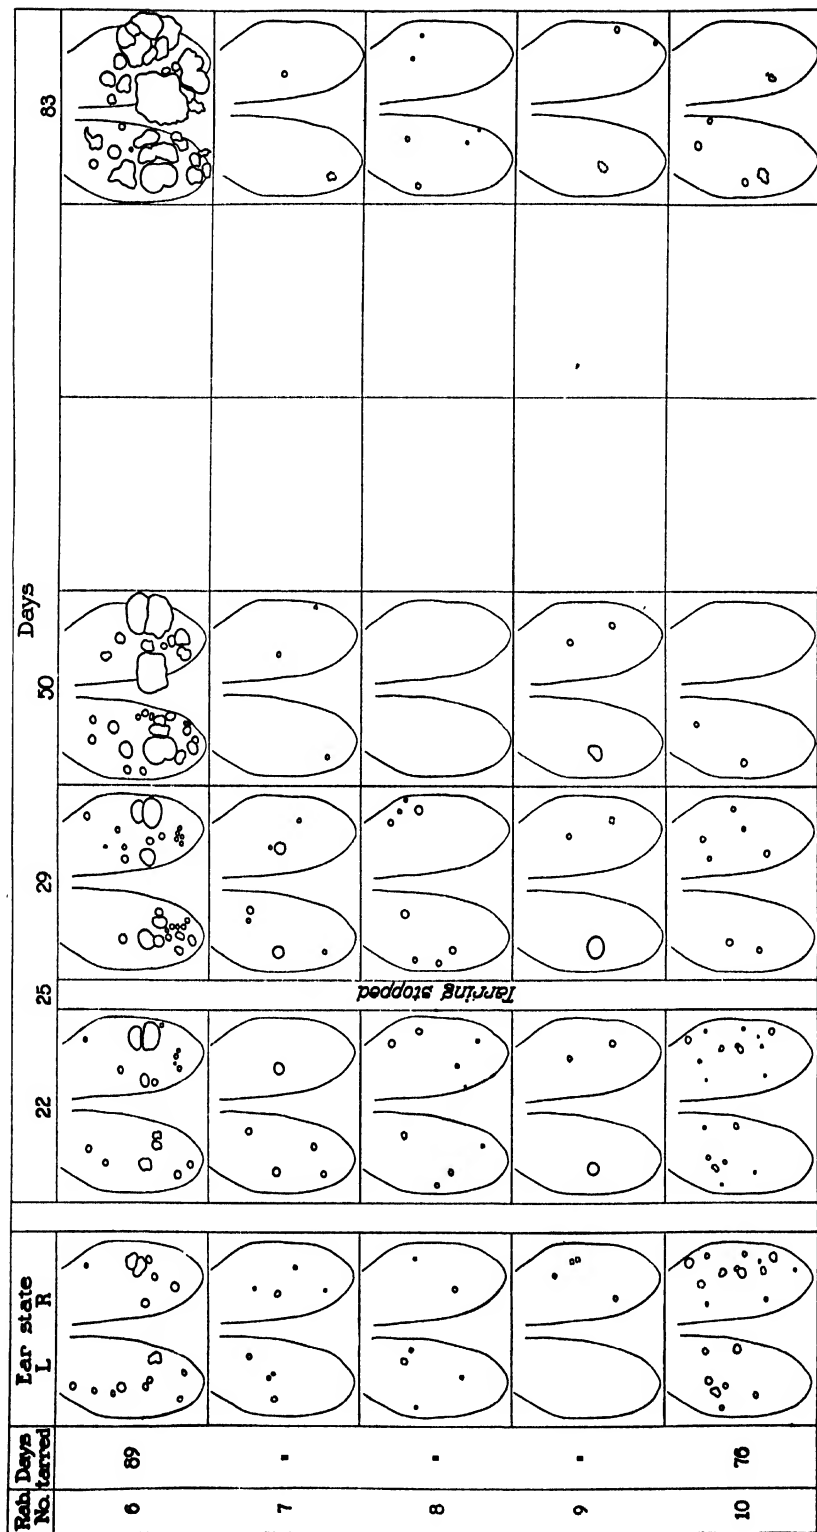 Rab. Days Ear state Days
No. tarred L R 22 25 29 50 83
6 89
7 "
8 "
9 "
10 76
Tarring stopped